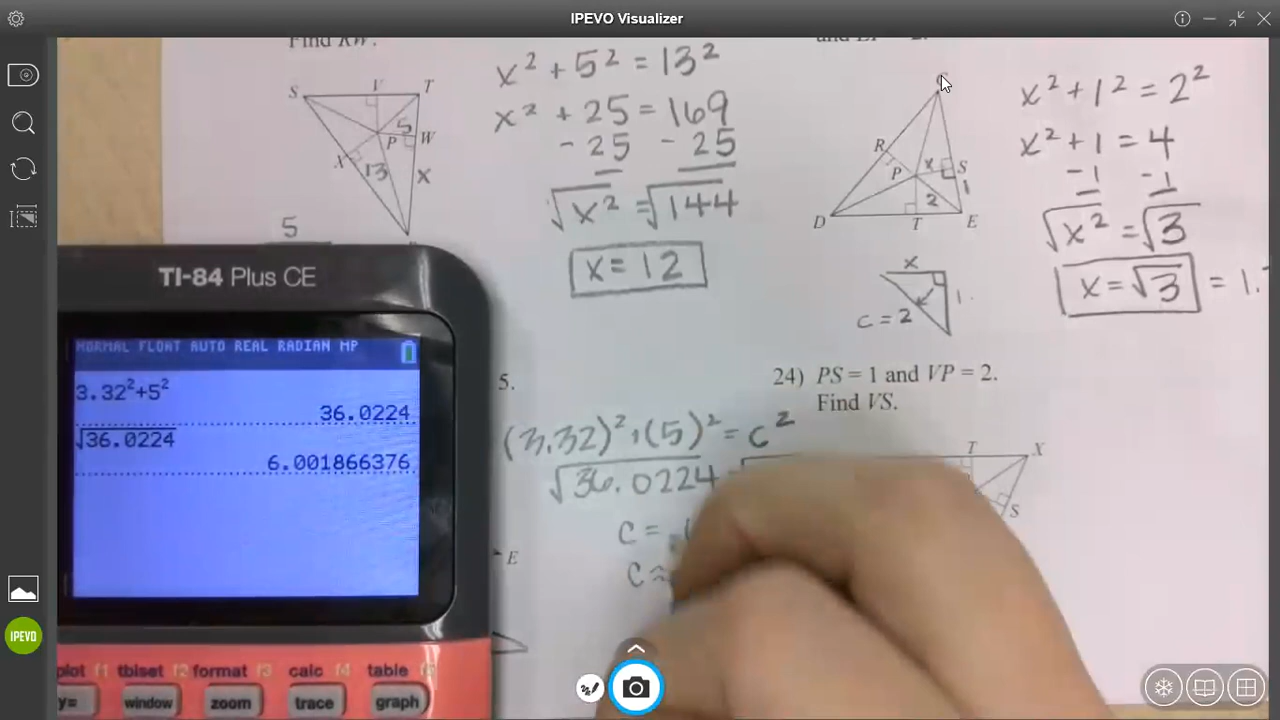 IPEVO Visualizer
x² + 5² = 13²
x² + 25 = 169
- 25 - 25
√x² = √144
x = 12
S V T
5
P W
X 13 x
5
x² + 1² = 2²
x² + 1 = 4
-1 -1
√x² = √3
x = √3 = 1.
R
P x S
1
2
D T E
x
1
c = 2
24) PS = 1 and VP = 2.
Find VS.
T X
S
5.
(3.32)² + (5)² = c²
√36.0224
c =
c ≈
E
TI-84 Plus CE
NORMAL FLOAT AUTO REAL RADIAN MP
3.32²+5²
36.0224
√36.0224
6.001866376
plot f1 tblset f2 format f3 calc f4 table
y= window zoom trace graph
IPEVO